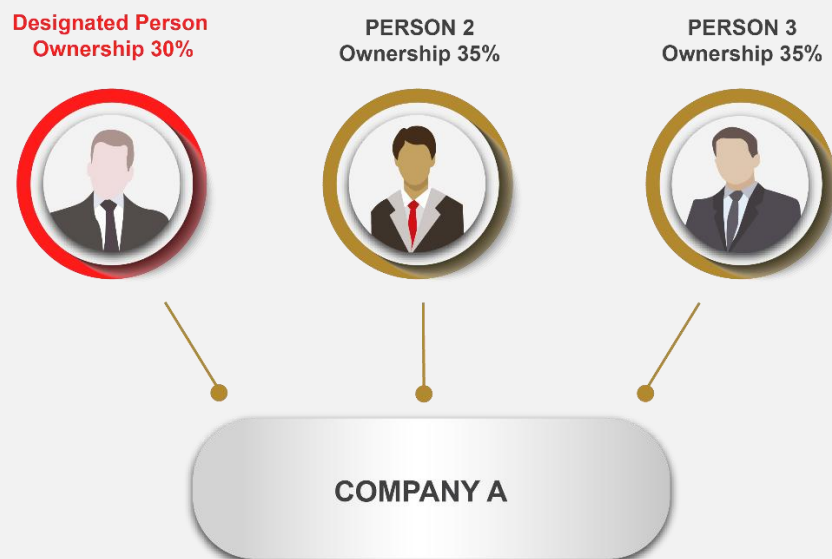 Designated Person
Ownership 30%
PERSON 2
Ownership 35%
PERSON 3
Ownership 35%
COMPANY A